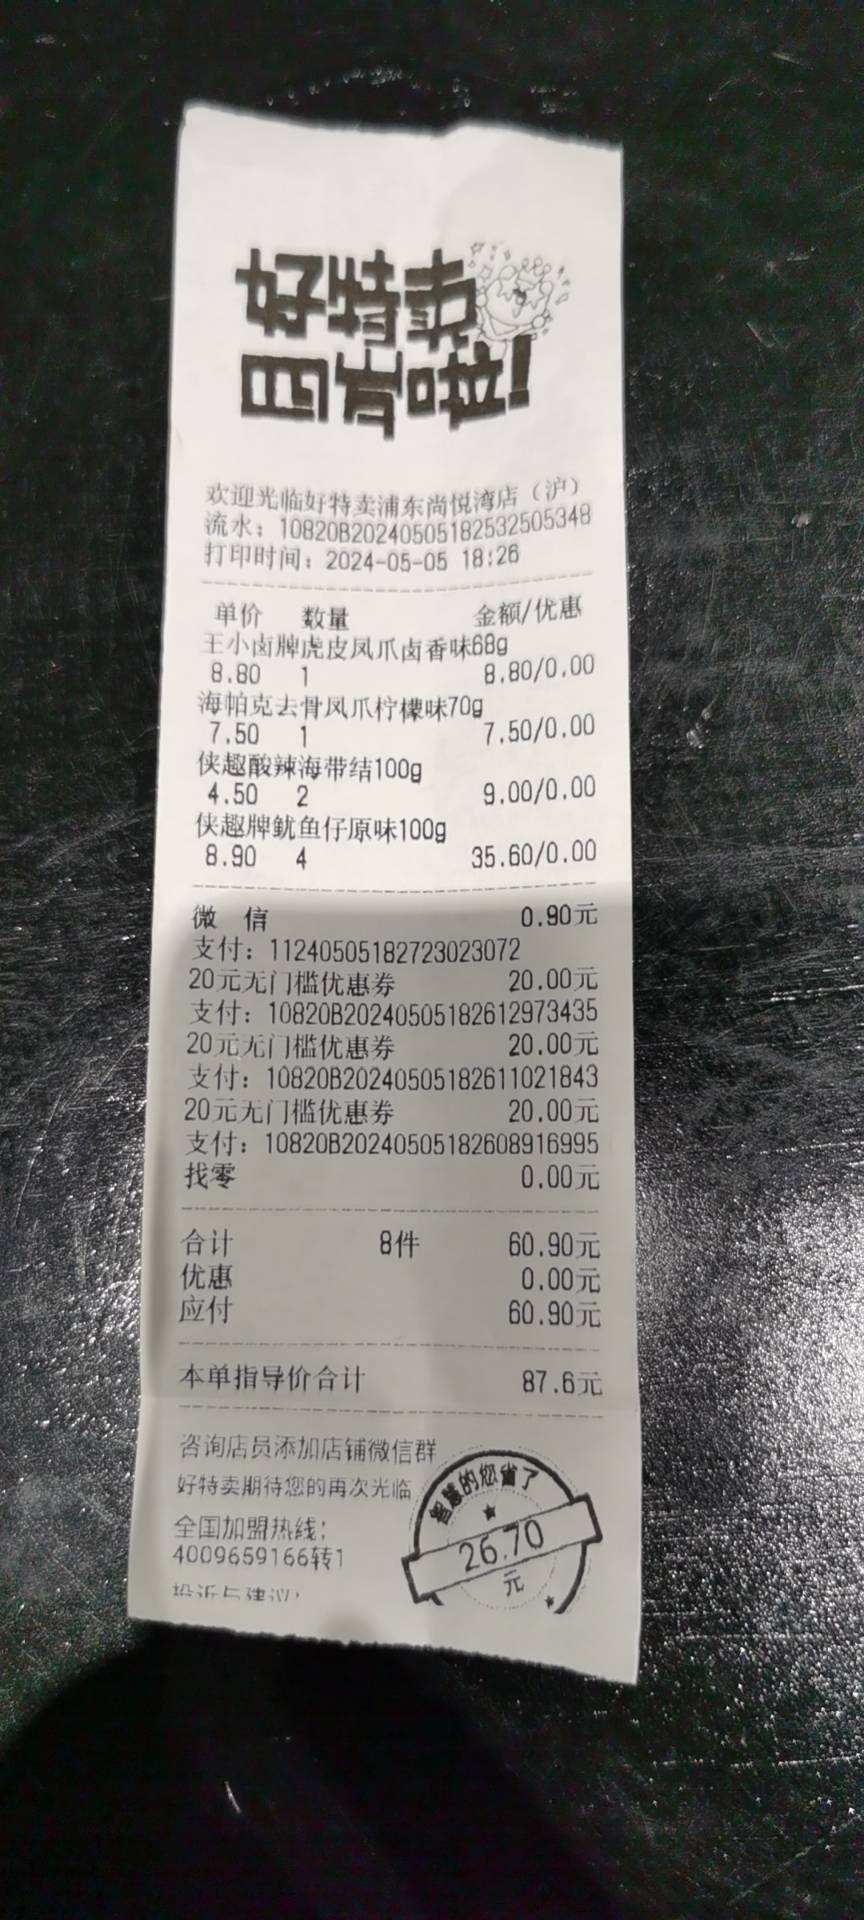 好特卖
目止啦!
欢迎光临好特卖浦东尚悦湾店（沪）
流水：10820B20240505182532505348
打印时间：2024-05-05 18:26
单价 数量 金额/优惠
王小卤牌虎皮凤爪卤香味68g
8.80 1 8.80/0.00
海帕克去骨凤爪柠檬味70g
7.50 1 7.50/0.00
侠趣酸辣海带结100g
4.50 2 9.00/0.00
侠趣牌鱿鱼仔原味100g
8.90 4 35.60/0.00
微 信 0.90元
支付：11240505182723023072
20元无门槛优惠券 20.00元
支付：10820B20240505182612973435
20元无门槛优惠券 20.00元
支付：10820B20240505182611021843
20元无门槛优惠券 20.00元
支付：10820B20240505182608916995
找零 0.00元
合计 8件 60.90元
优惠 0.00元
应付 60.90元
本单指导价合计 87.6元
咨询店员添加店铺微信群
好特卖期待您的再次光临
全国加盟热线：
4009659166转1
投诉与建议：
智慧的您省了
26.70
元